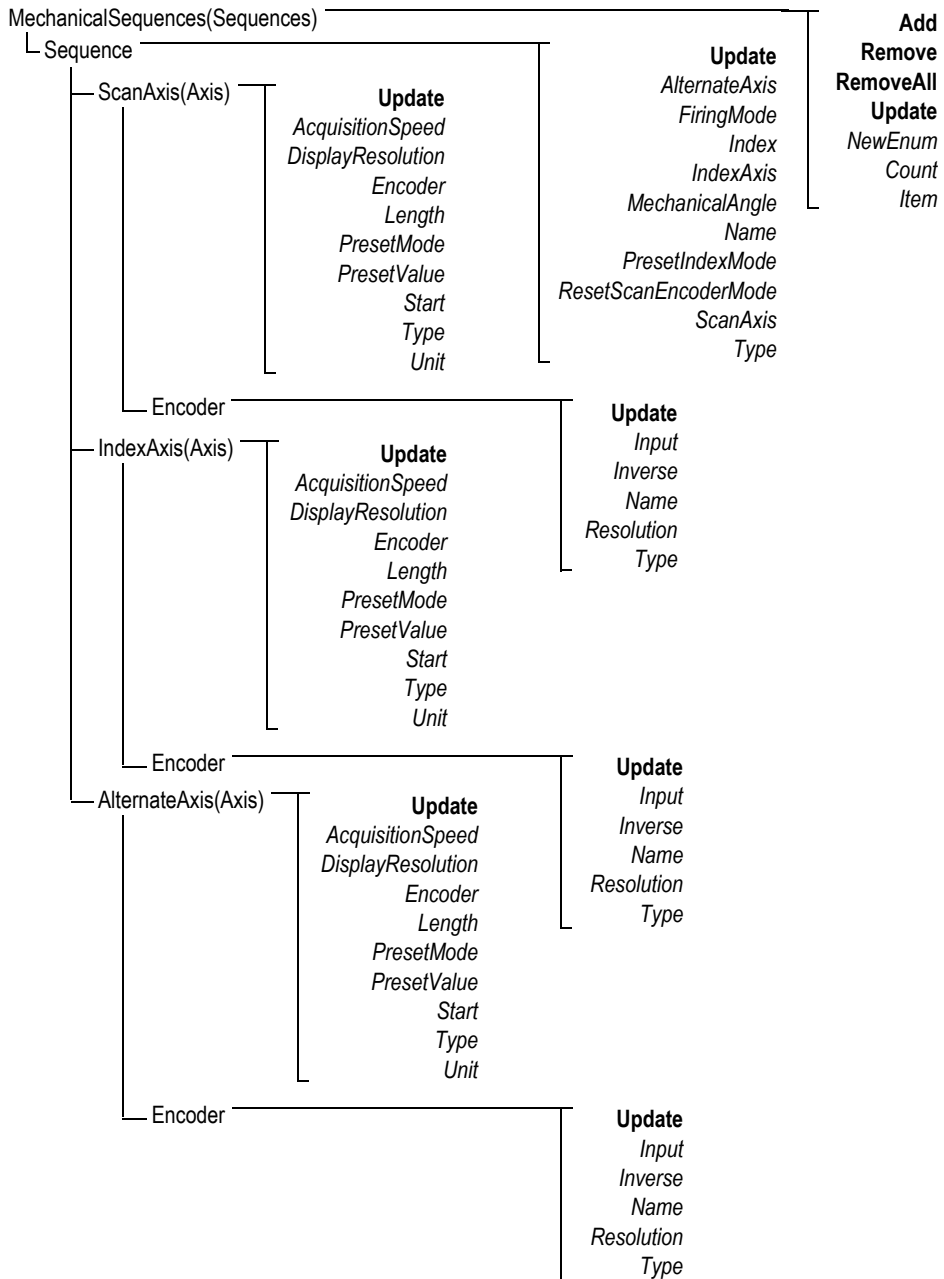 MechanicalSequences(Sequences)
Add
Remove
RemoveAll
Update
NewEnum
Count
Item
Sequence
Update
AlternateAxis
FiringMode
Index
IndexAxis
MechanicalAngle
Name
PresetIndexMode
ResetScanEncoderMode
ScanAxis
Type
ScanAxis(Axis)
Update
AcquisitionSpeed
DisplayResolution
Encoder
Length
PresetMode
PresetValue
Start
Type
Unit
Encoder
Update
Input
Inverse
Name
Resolution
Type
IndexAxis(Axis)
Update
AcquisitionSpeed
DisplayResolution
Encoder
Length
PresetMode
PresetValue
Start
Type
Unit
Encoder
Update
Input
Inverse
Name
Resolution
Type
AlternateAxis(Axis)
Update
AcquisitionSpeed
DisplayResolution
Encoder
Length
PresetMode
PresetValue
Start
Type
Unit
Encoder
Update
Input
Inverse
Name
Resolution
Type